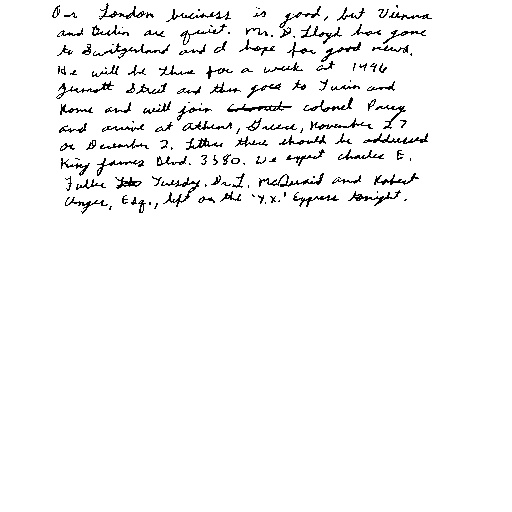 Our London business is good, but Vienna
and Berlin are quiet. Mr. D. Lloyd has gone
to Switzerland and I hope for good news.
He will be there for a week at 1496
Zermott Street and then goes to Turin and
Rome and will join colonel Parry
and arrive at Athens, Greece, November 27
or December 2. Letters there should be addressed
King James Blvd. 3580. We expect Charles E.
Fuller Tuesday. Dr. L. McQuaid and Robert
Unger, Esq., left on the 'Y.X.' Express tonight.